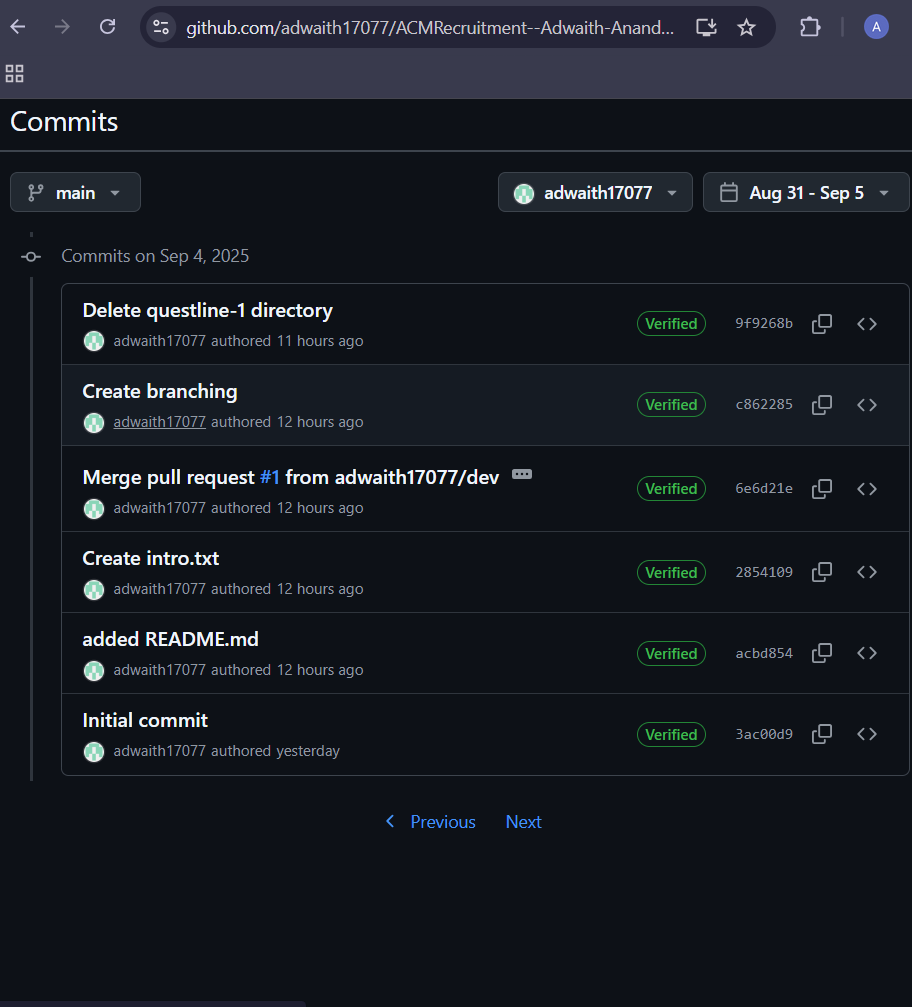 github.com/adwaith17077/ACMRecruitment--Adwaith-Anand...
A
Commits
main
adwaith17077
Aug 31 - Sep 5
Commits on Sep 4, 2025
Delete questline-1 directory
adwaith17077 authored 11 hours ago
Verified
9f9268b
Create branching
adwaith17077 authored 12 hours ago
Verified
c862285
Merge pull request #1 from adwaith17077/dev
adwaith17077 authored 12 hours ago
Verified
6e6d21e
Create intro.txt
adwaith17077 authored 12 hours ago
Verified
2854109
added README.md
adwaith17077 authored 12 hours ago
Verified
acbd854
Initial commit
adwaith17077 authored yesterday
Verified
3ac00d9
Previous
Next